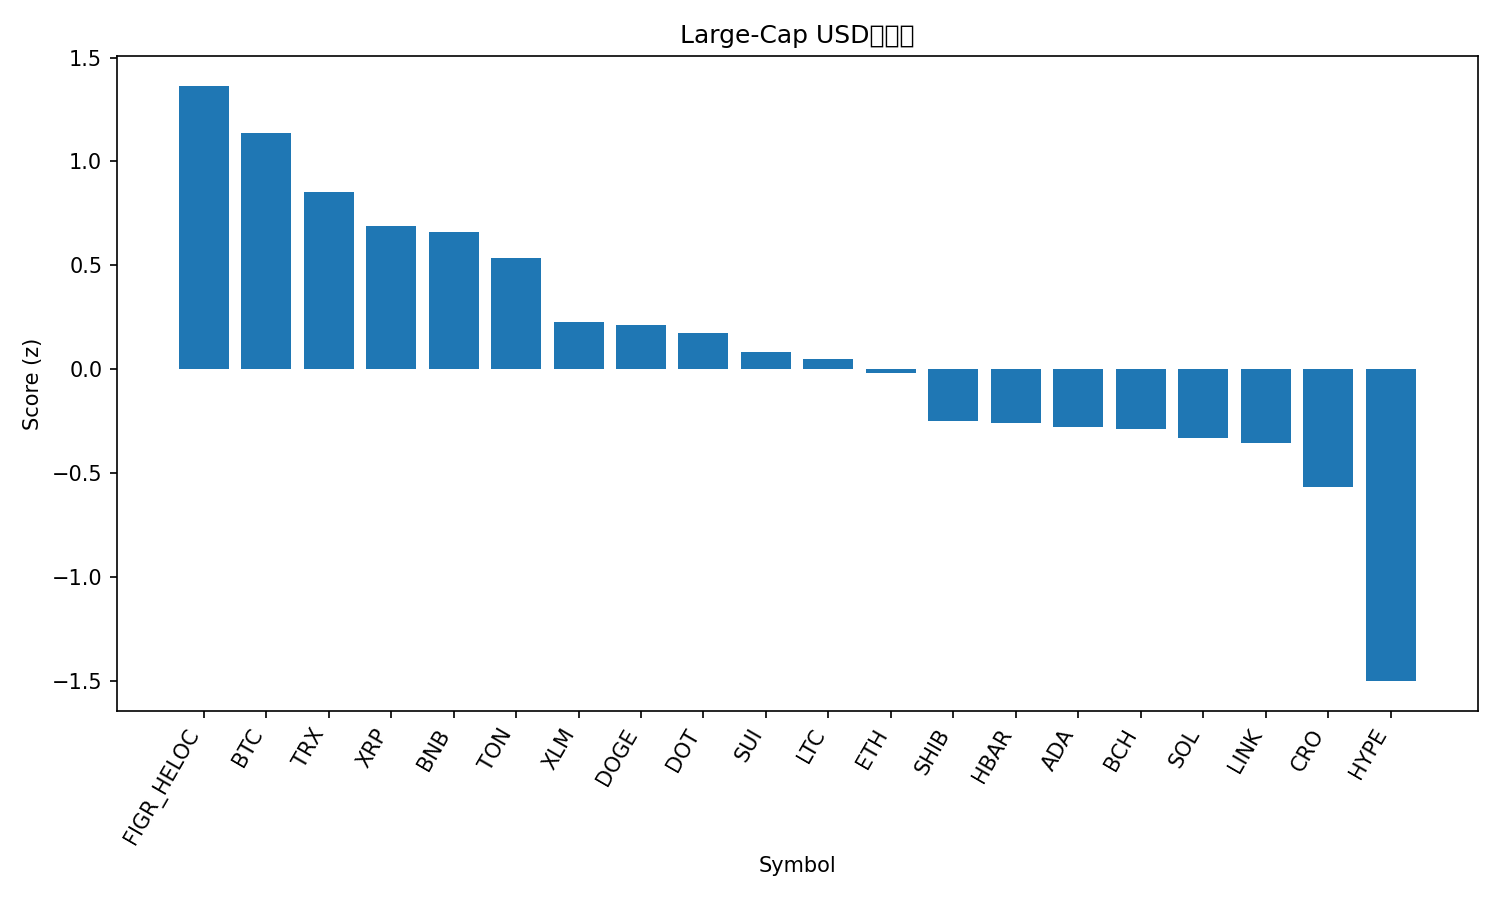 Large-Cap USD
Score (z)
1.5
1.0
0.5
0.0
−0.5
−1.0
−1.5
FIGR_HELOC
BTC
TRX
XRP
BNB
TON
XLM
DOGE
DOT
SUI
LTC
ETH
SHIB
HBAR
ADA
BCH
SOL
LINK
CRO
HYPE
Symbol